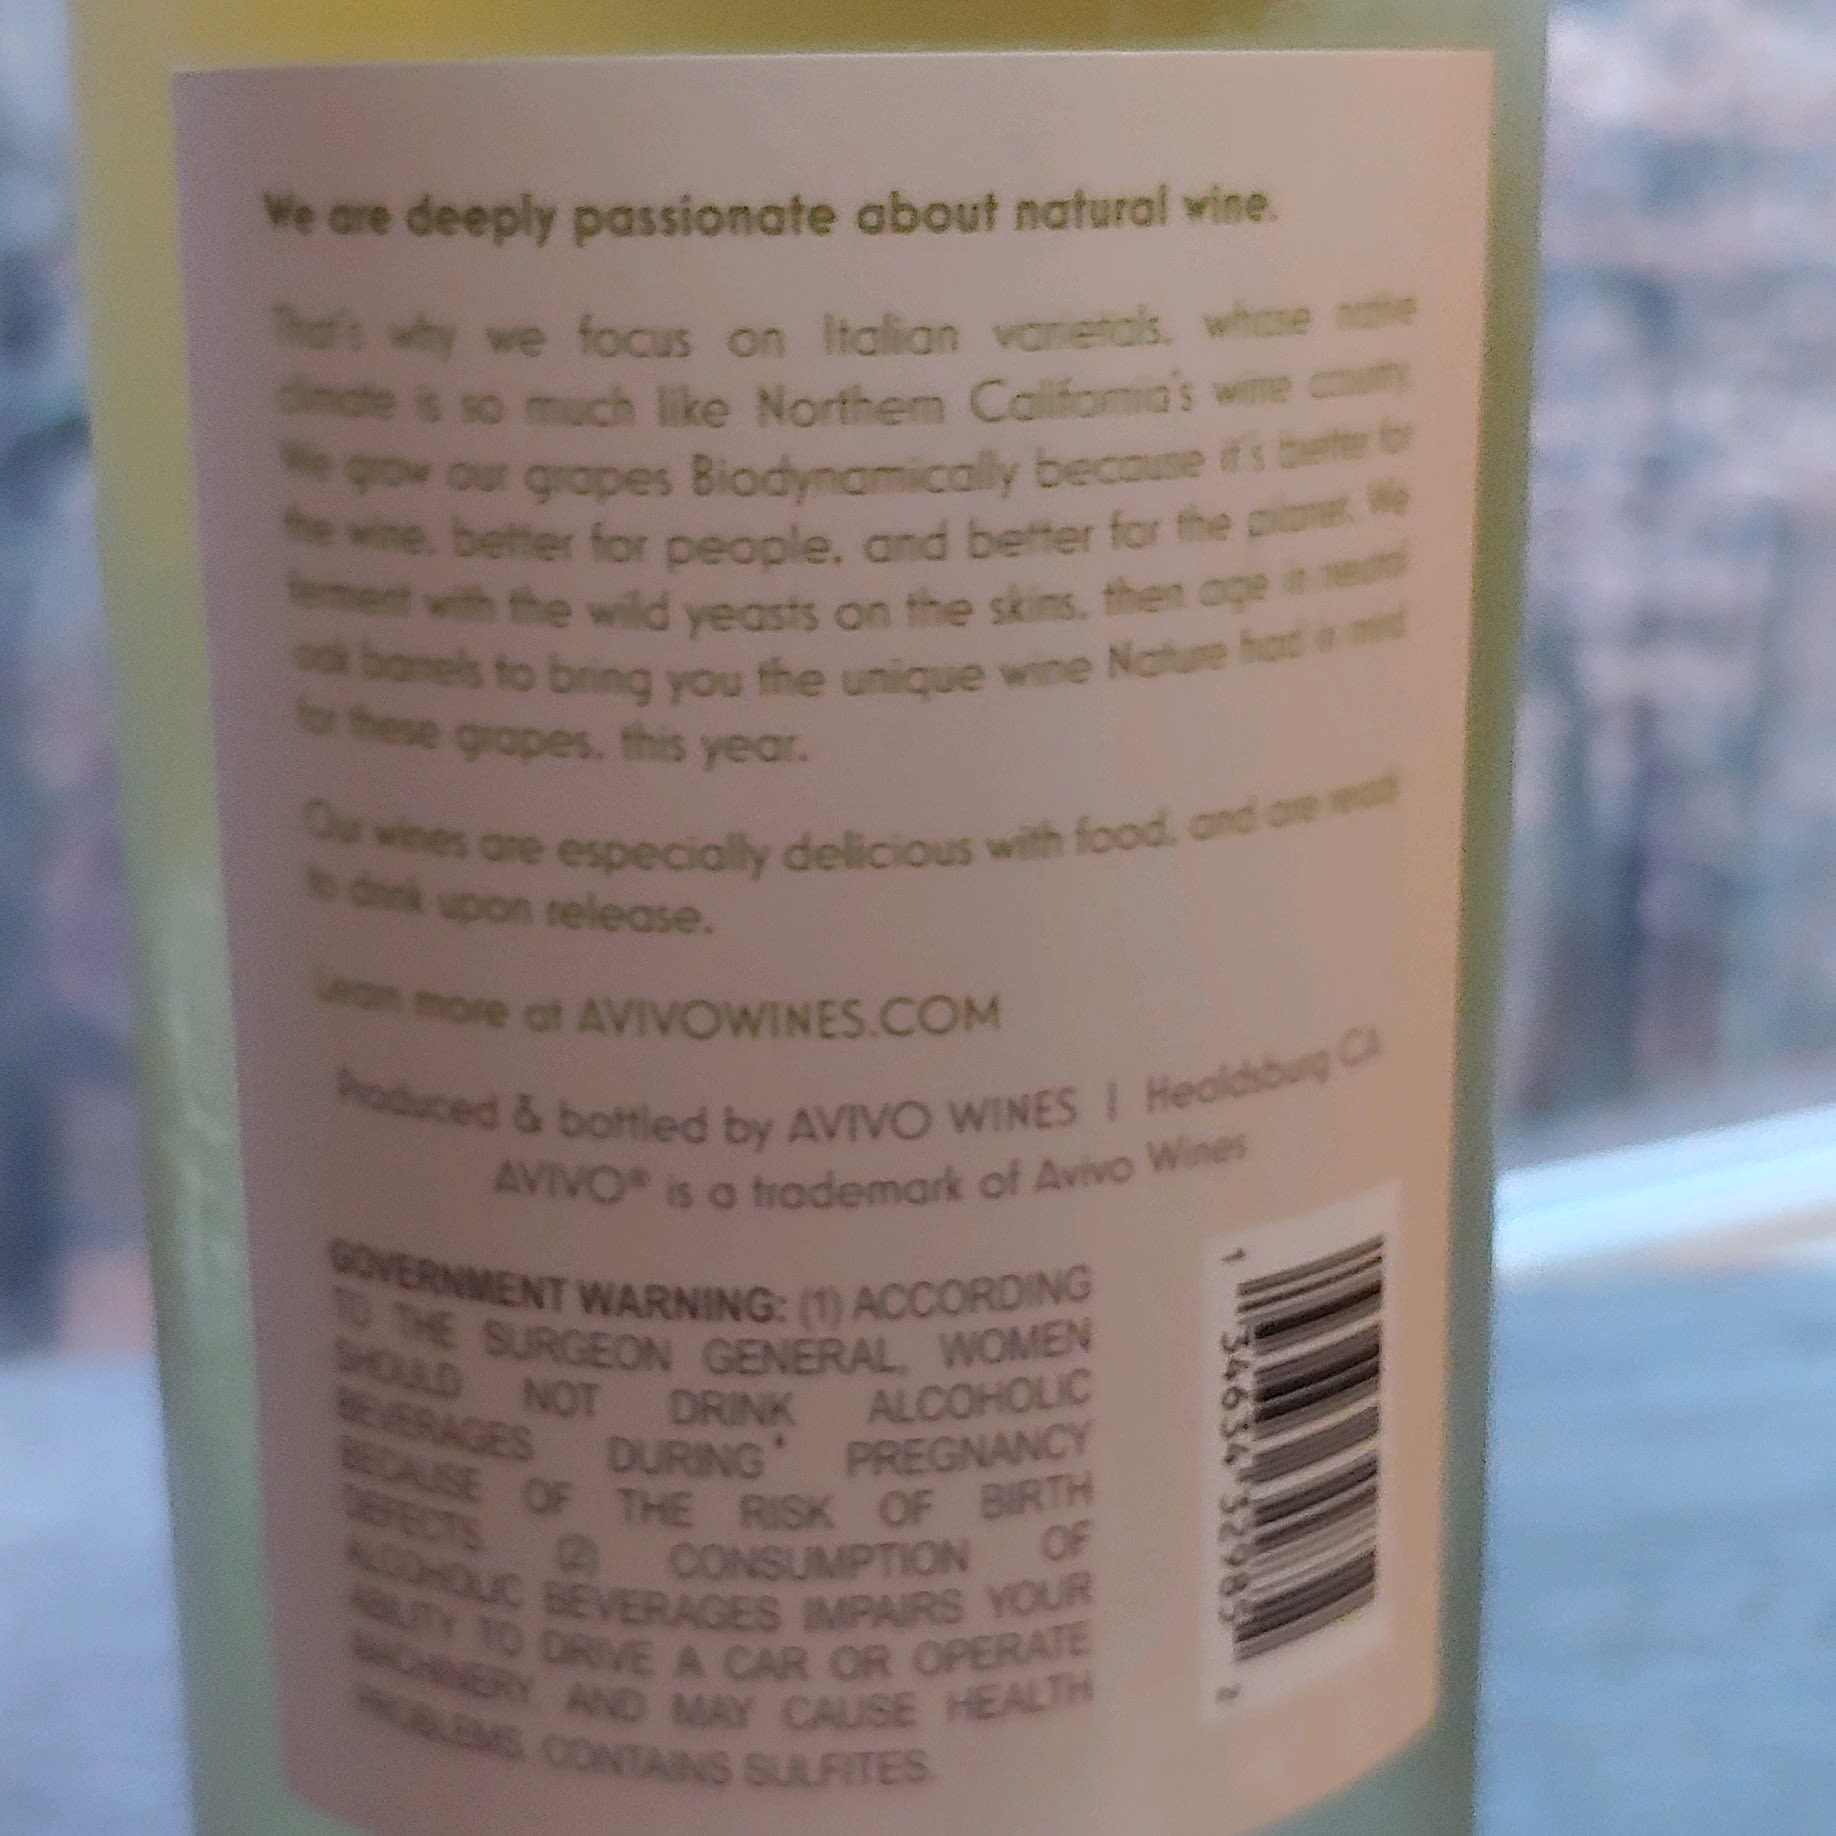 We are deeply passionate about natural wine.
That's why we focus on Italian varietals, whose native
climate is so much like Northern California's wine country.
We grow our grapes Biodynamically because it's better for
the wine, better for people, and better for the planet. We
ferment with the wild yeasts on the skins, then age in neutral
oak barrels to bring you the unique wine Nature had in mind
for these grapes, this year.
Our wines are especially delicious with food, and are ready
to drink upon release.
Learn more at AVIVOWINES.COM
Produced & bottled by AVIVO WINES | Healdsburg CA
AVIVO® is a trademark of Avivo Wines
GOVERNMENT WARNING: (1) ACCORDING
TO THE SURGEON GENERAL, WOMEN
SHOULD NOT DRINK ALCOHOLIC
BEVERAGES DURING PREGNANCY
BECAUSE OF THE RISK OF BIRTH
DEFECTS. (2) CONSUMPTION OF
ALCOHOLIC BEVERAGES IMPAIRS YOUR
ABILITY TO DRIVE A CAR OR OPERATE
MACHINERY, AND MAY CAUSE HEALTH
PROBLEMS. CONTAINS SULFITES.
1 34634 32985 2